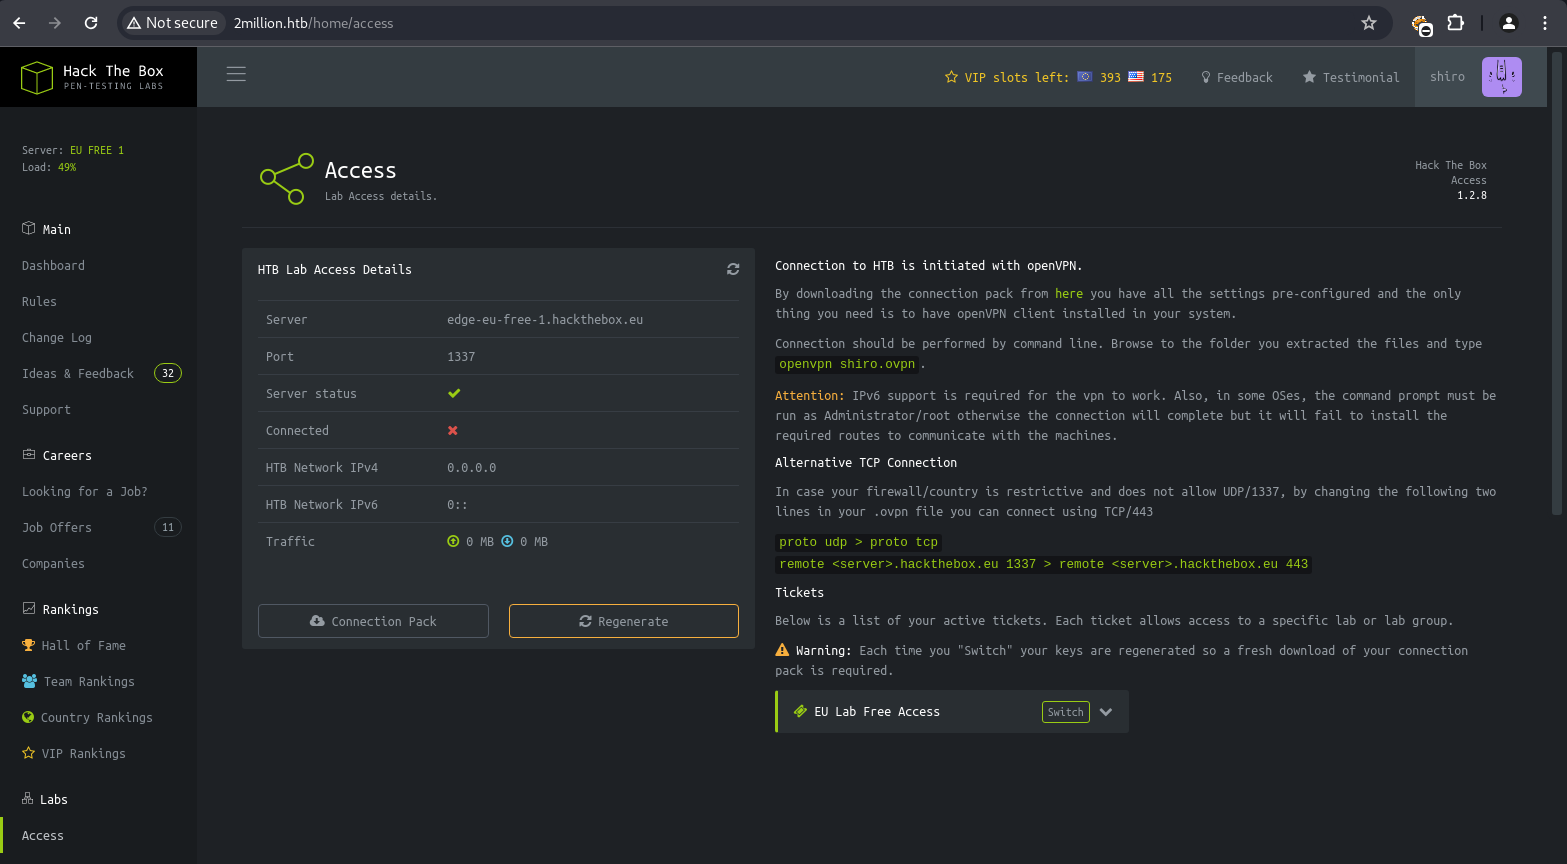 Not secure 2million.htb/home/access
Hack The Box
PEN-TESTING LABS
VIP slots left: 393 175 Feedback Testimonial shiro
Server: EU FREE 1
Load: 49%
Main
Dashboard
Rules
Change Log
Ideas & Feedback 32
Support
Careers
Looking for a Job?
Job Offers 11
Companies
Rankings
Hall of Fame
Team Rankings
Country Rankings
VIP Rankings
Labs
Access
Access
Lab Access details.
Hack The Box
Access
1.2.8
HTB Lab Access Details
Server edge-eu-free-1.hackthebox.eu
Port 1337
Server status
Connected
HTB Network IPv4 0.0.0.0
HTB Network IPv6 0::
Traffic 0 MB 0 MB
Connection Pack Regenerate
Connection to HTB is initiated with openVPN.
By downloading the connection pack from here you have all the settings pre-configured and the only
thing you need is to have openVPN client installed in your system.
Connection should be performed by command line. Browse to the folder you extracted the files and type
openvpn shiro.ovpn.
Attention: IPv6 support is required for the vpn to work. Also, in some OSes, the command prompt must be
run as Administrator/root otherwise the connection will complete but it will fail to install the
required routes to communicate with the machines.
Alternative TCP Connection
In case your firewall/country is restrictive and does not allow UDP/1337, by changing the following two
lines in your .ovpn file you can connect using TCP/443
proto udp > proto tcp
remote <server>.hackthebox.eu 1337 > remote <server>.hackthebox.eu 443
Tickets
Below is a list of your active tickets. Each ticket allows access to a specific lab or lab group.
Warning: Each time you "Switch" your keys are regenerated so a fresh download of your connection
pack is required.
EU Lab Free Access Switch